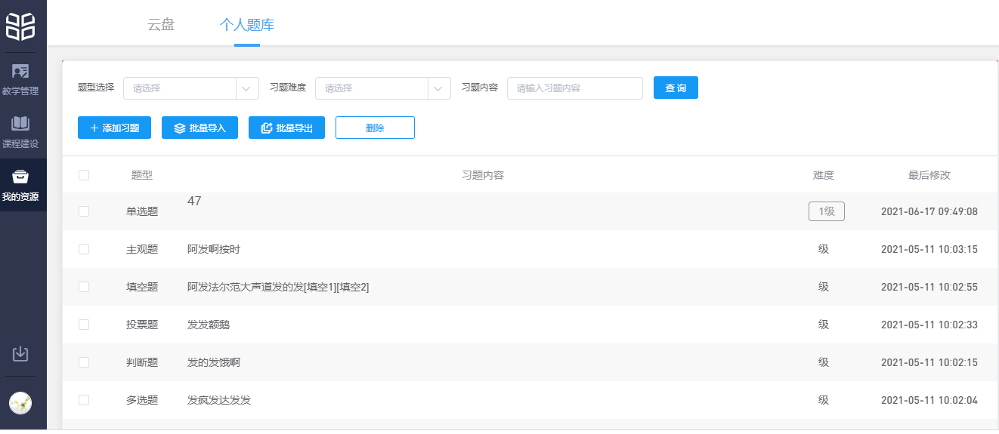 云盘 个人题库
教学管理
课程建设
我的资源
题型选择 请选择 习题难度 请选择 习题内容 请输入习题内容 查询
添加习题 批量导入 批量导出 删除
题型 习题内容 难度 最后修改
单选题 47 1级 2021-06-17 09:49:08
主观题 阿发啊按时 级 2021-05-11 10:03:15
填空题 阿发法尔范大声道发的发[填空1][填空2] 级 2021-05-11 10:02:55
投票题 发发额鹅 级 2021-05-11 10:02:33
判断题 发的发饿啊 级 2021-05-11 10:02:15
多选题 发疯发达发发 级 2021-05-11 10:02:04